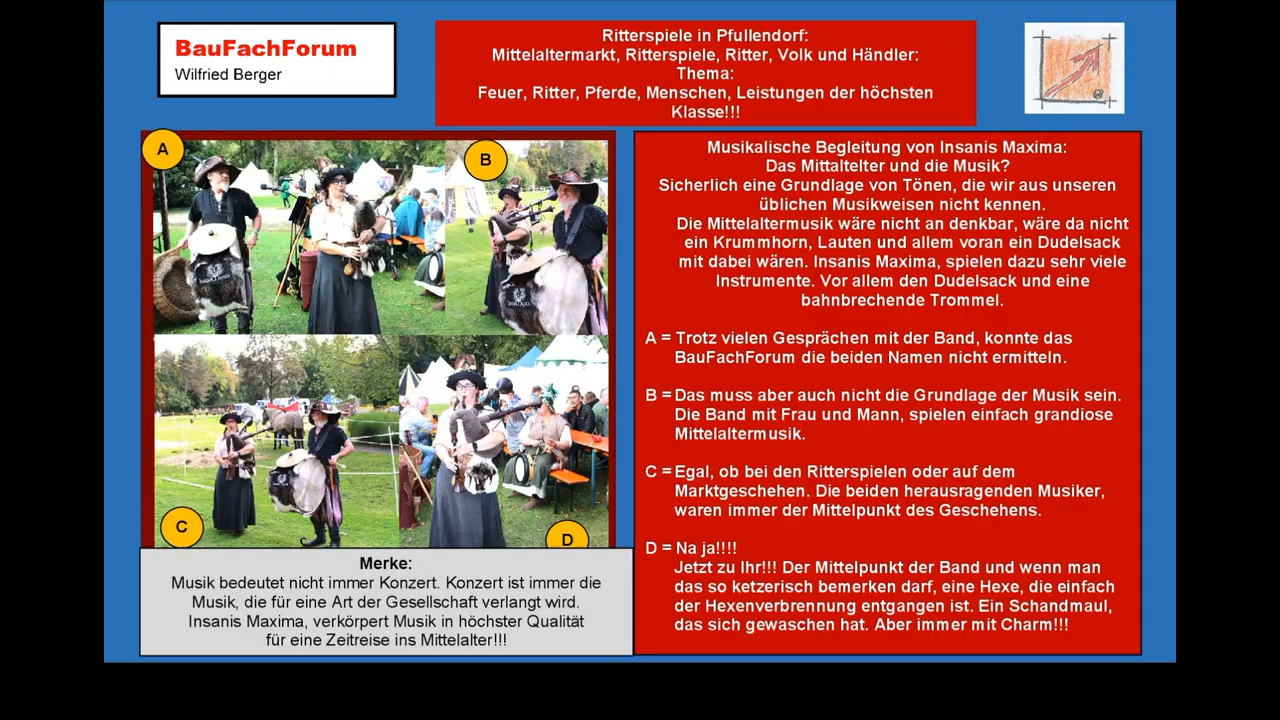 BauFachForum
Wilfried Berger
Ritterspiele in Pfullendorf:
Mittelaltermarkt, Ritterspiele, Ritter, Volk und Händler:
Thema:
Feuer, Ritter, Pferde, Menschen, Leistungen der höchsten
Klasse!!!
A
B
C
D
Merke:
Musik bedeutet nicht immer Konzert. Konzert ist immer die
Musik, die für eine Art der Gesellschaft verlangt wird.
Insanis Maxima, verkörpert Musik in höchster Qualität
für eine Zeitreise ins Mittelalter!!!
Musikalische Begleitung von Insanis Maxima:
Das Mittaltelter und die Musik?
Sicherlich eine Grundlage von Tönen, die wir aus unseren
üblichen Musikweisen nicht kennen.
Die Mittelaltermusik wäre nicht an denkbar, wäre da nicht
ein Krummhorn, Lauten und allem voran ein Dudelsack
mit dabei wären. Insanis Maxima, spielen dazu sehr viele
Instrumente. Vor allem den Dudelsack und eine
bahnbrechende Trommel.
A = Trotz vielen Gesprächen mit der Band, konnte das
BauFachForum die beiden Namen nicht ermitteln.
B = Das muss aber auch nicht die Grundlage der Musik sein.
Die Band mit Frau und Mann, spielen einfach grandiose
Mittelaltermusik.
C = Egal, ob bei den Ritterspielen oder auf dem
Marktgeschehen. Die beiden herausragenden Musiker,
waren immer der Mittelpunkt des Geschehens.
D = Na ja!!!!
Jetzt zu Ihr!!! Der Mittelpunkt der Band und wenn man
das so ketzerisch bemerken darf, eine Hexe, die einfach
der Hexenverbrennung entgangen ist. Ein Schandmaul,
das sich gewaschen hat. Aber immer mit Charm!!!